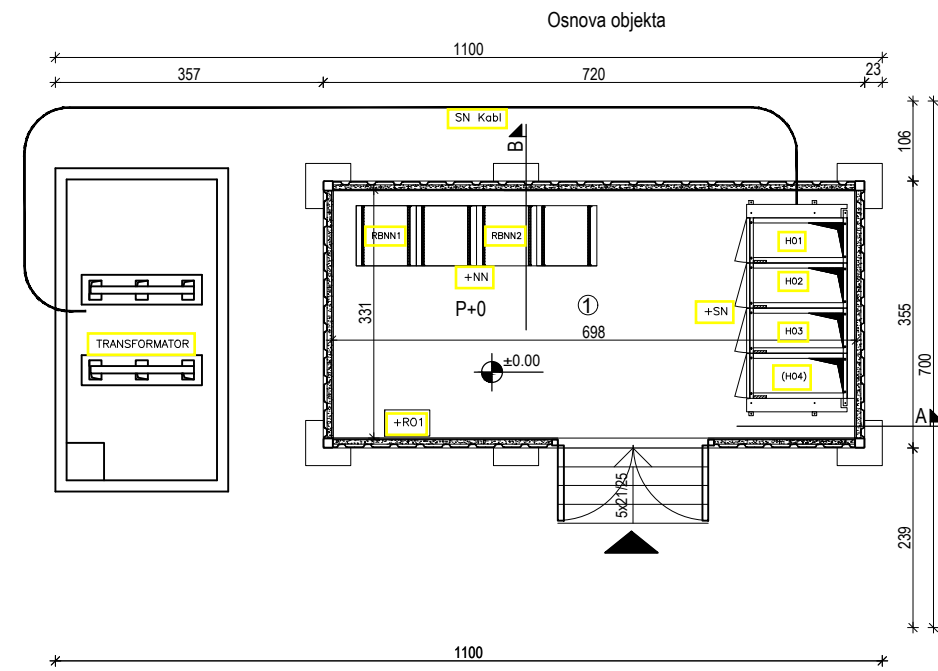 Osnova objekta
1100
357
720
23
SN Kabl
B
106
RBNN1
RBNN2
H01
+NN
H02
P+0
1
+SN
331
698
H03
355
TRANSFORMATOR
±0.00
700
(H04)
+R01
A
5x21/25
239
1100